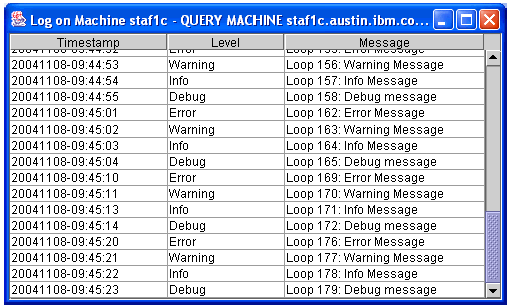 Log on Machine staf1c - QUERY MACHINE staf1c.austin.ibm.co...
Timestamp Level Message
20041108-09:44:52 Error Loop 155: Error Message
20041108-09:44:53 Warning Loop 156: Warning Message
20041108-09:44:54 Info Loop 157: Info Message
20041108-09:44:55 Debug Loop 158: Debug message
20041108-09:45:01 Error Loop 162: Error Message
20041108-09:45:02 Warning Loop 163: Warning Message
20041108-09:45:03 Info Loop 164: Info Message
20041108-09:45:04 Debug Loop 165: Debug message
20041108-09:45:10 Error Loop 169: Error Message
20041108-09:45:11 Warning Loop 170: Warning Message
20041108-09:45:13 Info Loop 171: Info Message
20041108-09:45:14 Debug Loop 172: Debug message
20041108-09:45:20 Error Loop 176: Error Message
20041108-09:45:21 Warning Loop 177: Warning Message
20041108-09:45:22 Info Loop 178: Info Message
20041108-09:45:23 Debug Loop 179: Debug message